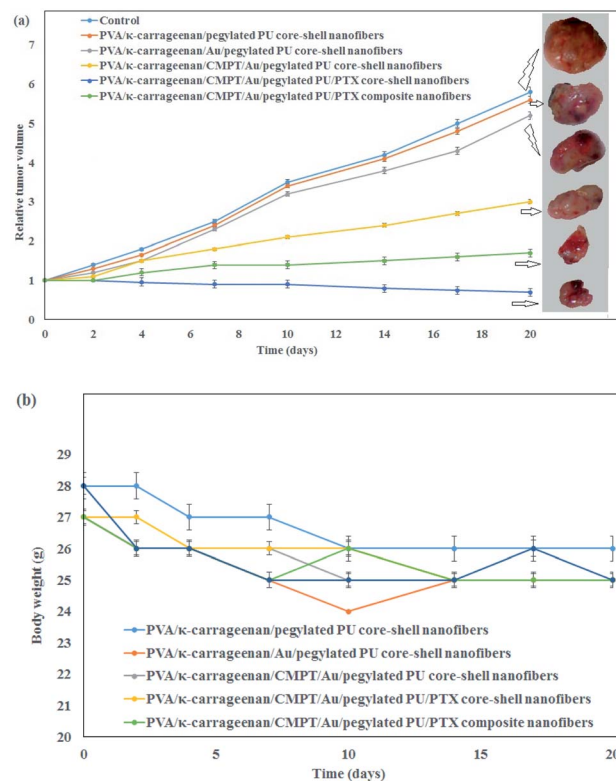 (a)
Control
PVA/κ-carrageenan/pegylated PU core-shell nanofibers
PVA/κ-carrageenan/Au/pegylated PU core-shell nanofibers
PVA/κ-carrageenan/CMPT/Au/pegylated PU core-shell nanofibers
PVA/κ-carrageenan/CMPT/Au/pegylated PU/PTX core-shell nanofibers
PVA/κ-carrageenan/CMPT/Au/pegylated PU/PTX composite nanofibers
Relative tumor volume
7
6
5
4
3
2
1
0
0 2 4 6 8 10 12 14 16 18 20
Time (days)
(b)
Body weight (g)
29
28
27
26
25
24
23
22
21
20
PVA/κ-carrageenan/pegylated PU core-shell nanofibers
PVA/κ-carrageenan/Au/pegylated PU core-shell nanofibers
PVA/κ-carrageenan/CMPT/Au/pegylated PU core-shell nanofibers
PVA/κ-carrageenan/CMPT/Au/pegylated PU/PTX core-shell nanofibers
PVA/κ-carrageenan/CMPT/Au/pegylated PU/PTX composite nanofibers
0 5 10 15 20
Time (days)